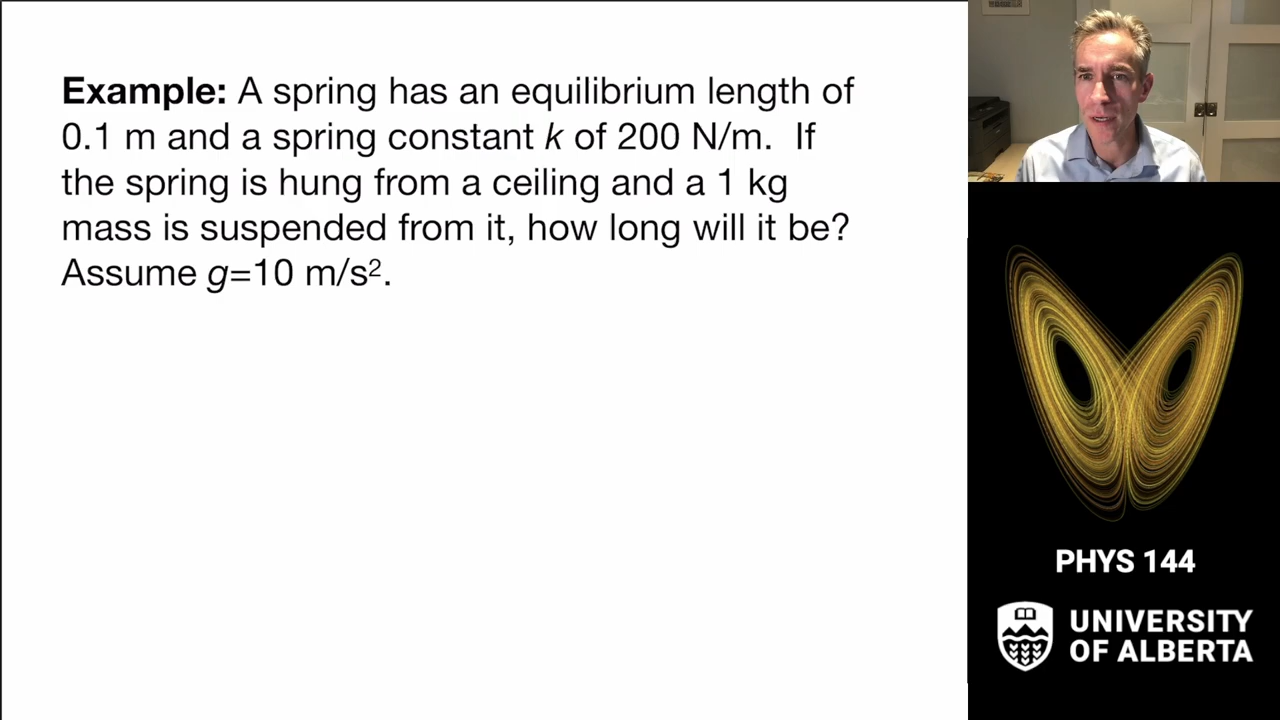 Example: A spring has an equilibrium length of
0.1 m and a spring constant k of 200 N/m. If
the spring is hung from a ceiling and a 1 kg
mass is suspended from it, how long will it be?
Assume g=10 m/s².
PHYS 144
UNIVERSITY
OF ALBERTA